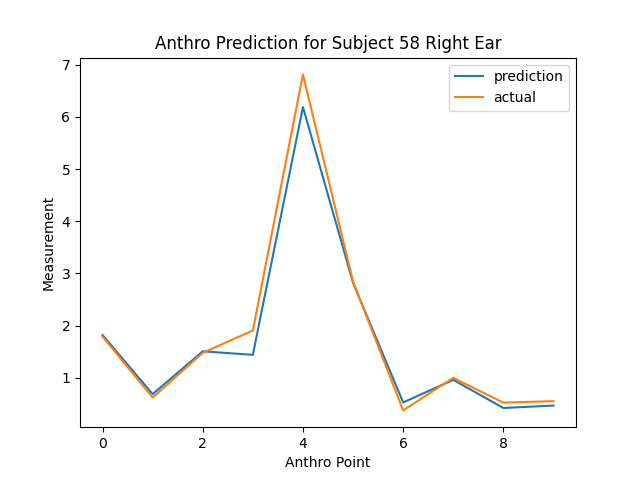 Anthro Prediction for Subject 58 Right Ear
prediction
actual
7
6
5
4
3
2
1
Measurement
0 2 4 6 8
Anthro Point